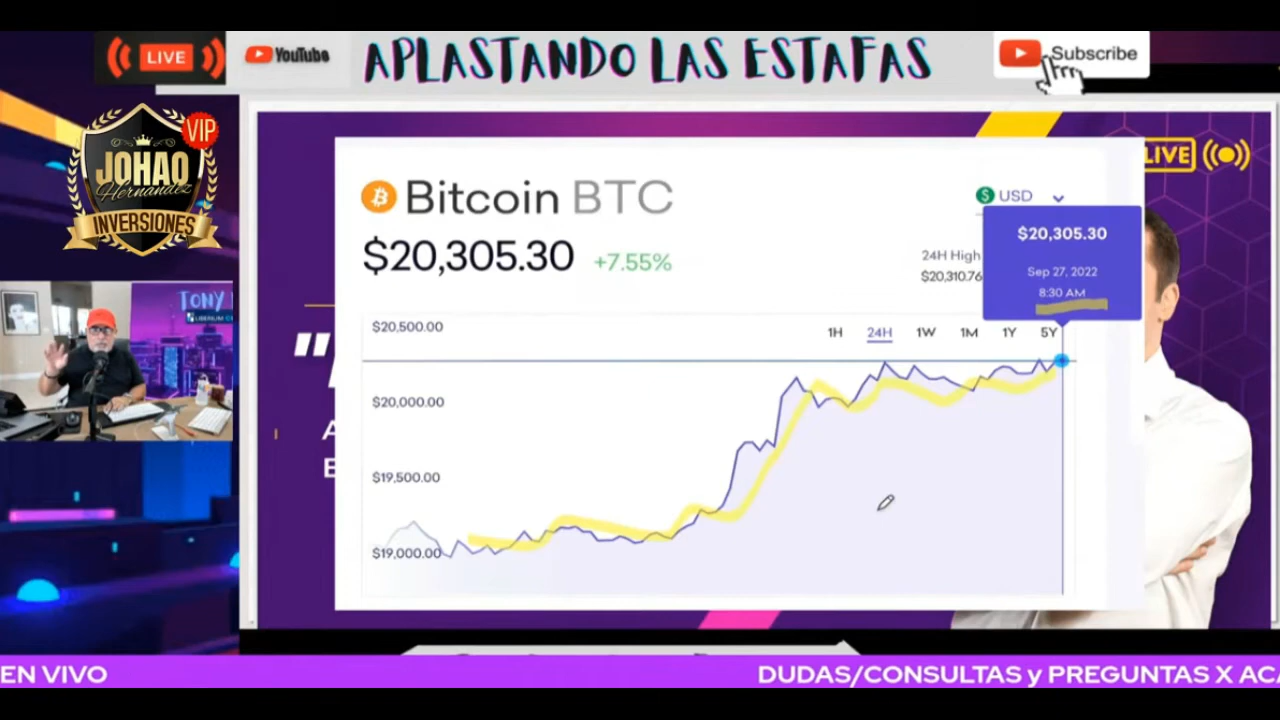 LIVE
YouTube
APLASTANDO LAS ESTAFAS
Subscribe
VIP
JOHAO
Hernandez
INVERSIONES
LIVE
Bitcoin BTC
$20,305.30 +7.55%
USD
24H High
$20,310.76
$20,305.30
Sep 27, 2022
8:30 AM
1H 24H 1W 1M 1Y 5Y
$20,500.00
$20,000.00
$19,500.00
$19,000.00
TONY
"
A
E
EN VIVO
DUDAS/CONSULTAS y PREGUNTAS X ACA